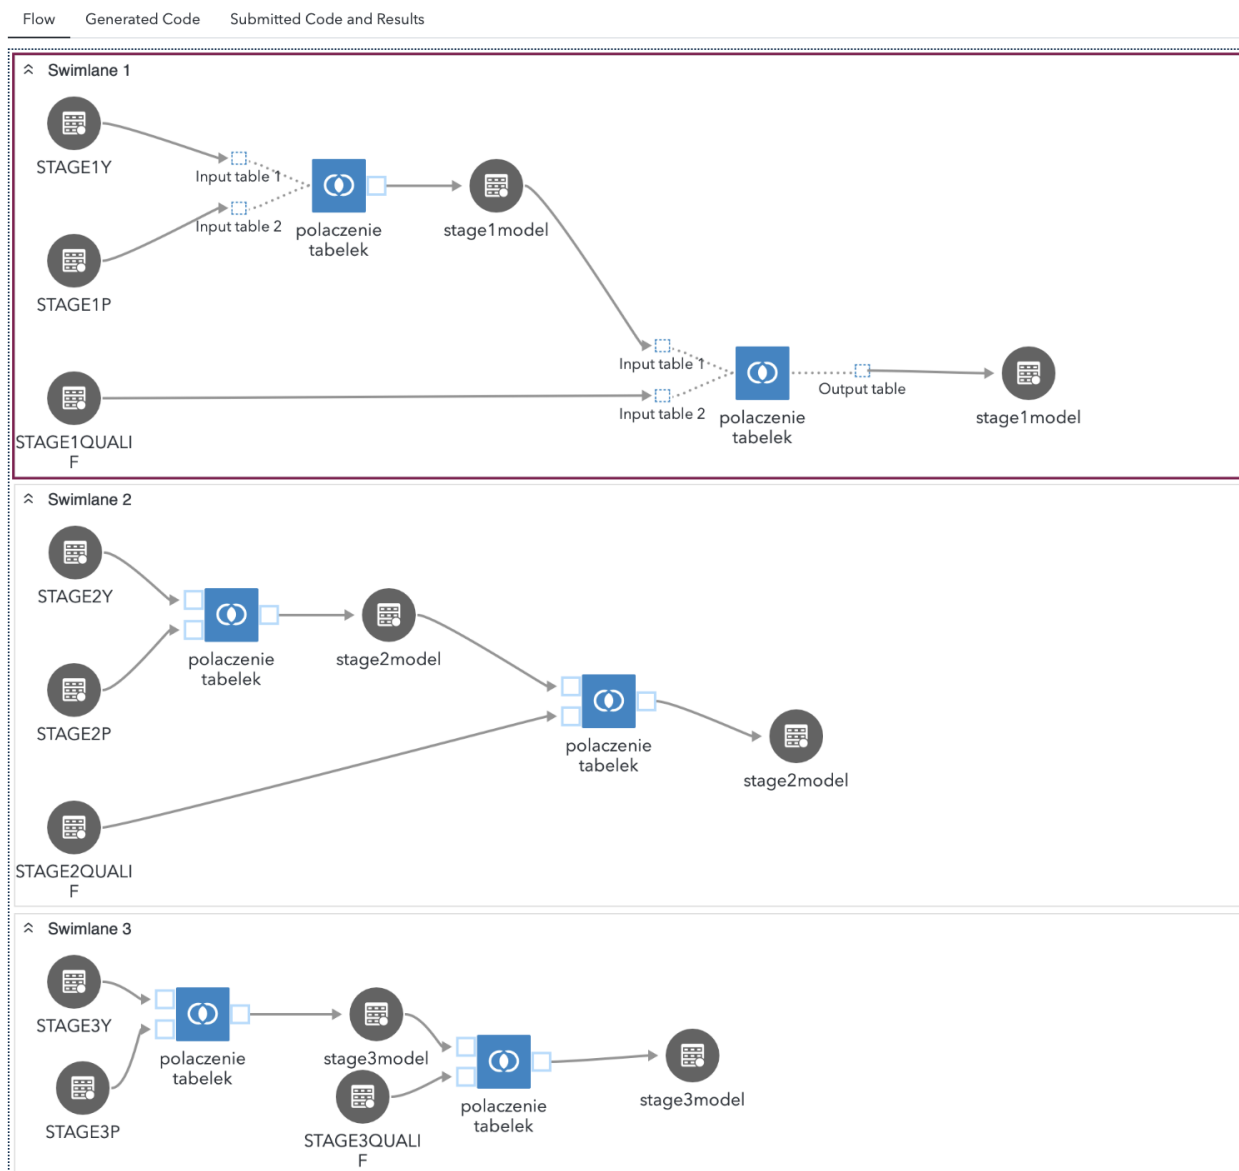 Flow Generated Code Submitted Code and Results
Swimlane 1
STAGE1Y
Input table 1
Input table 2
polaczenie
tabelek
stage1model
STAGE1P
Input table 1
Input table 2
polaczenie
tabelek
Output table
stage1model
STAGE1QUALI
F
Swimlane 2
STAGE2Y
polaczenie
tabelek
stage2model
STAGE2P
polaczenie
tabelek
stage2model
STAGE2QUALI
F
Swimlane 3
STAGE3Y
polaczenie
tabelek
stage3model
STAGE3P
STAGE3QUALI
F
polaczenie
tabelek
stage3model